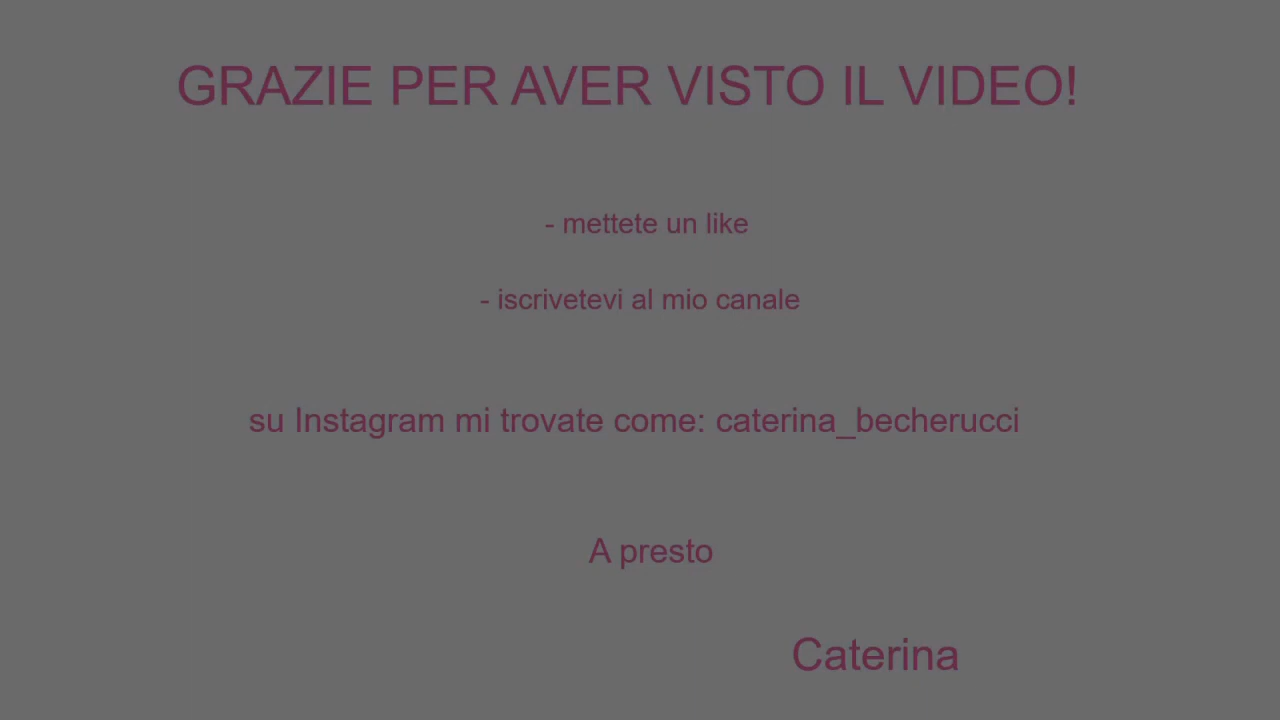 GRAZIE PER AVER VISTO IL VIDEO!
- mettete un like
- iscrivetevi al mio canale
su Instagram mi trovate come: caterina_becherucci
A presto
Caterina